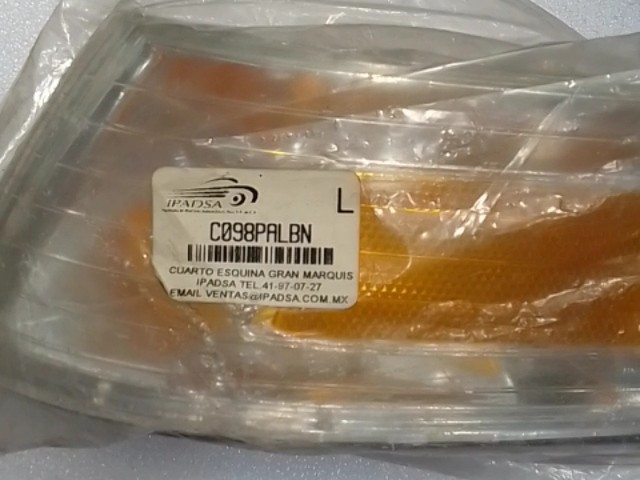 IPADSA
L
C098PALBN
CUARTO ESQUINA GRAN MARQUIS
IPADSA TEL.41-97-07-27
EMAIL VENTAS@IPADSA.COM.MX